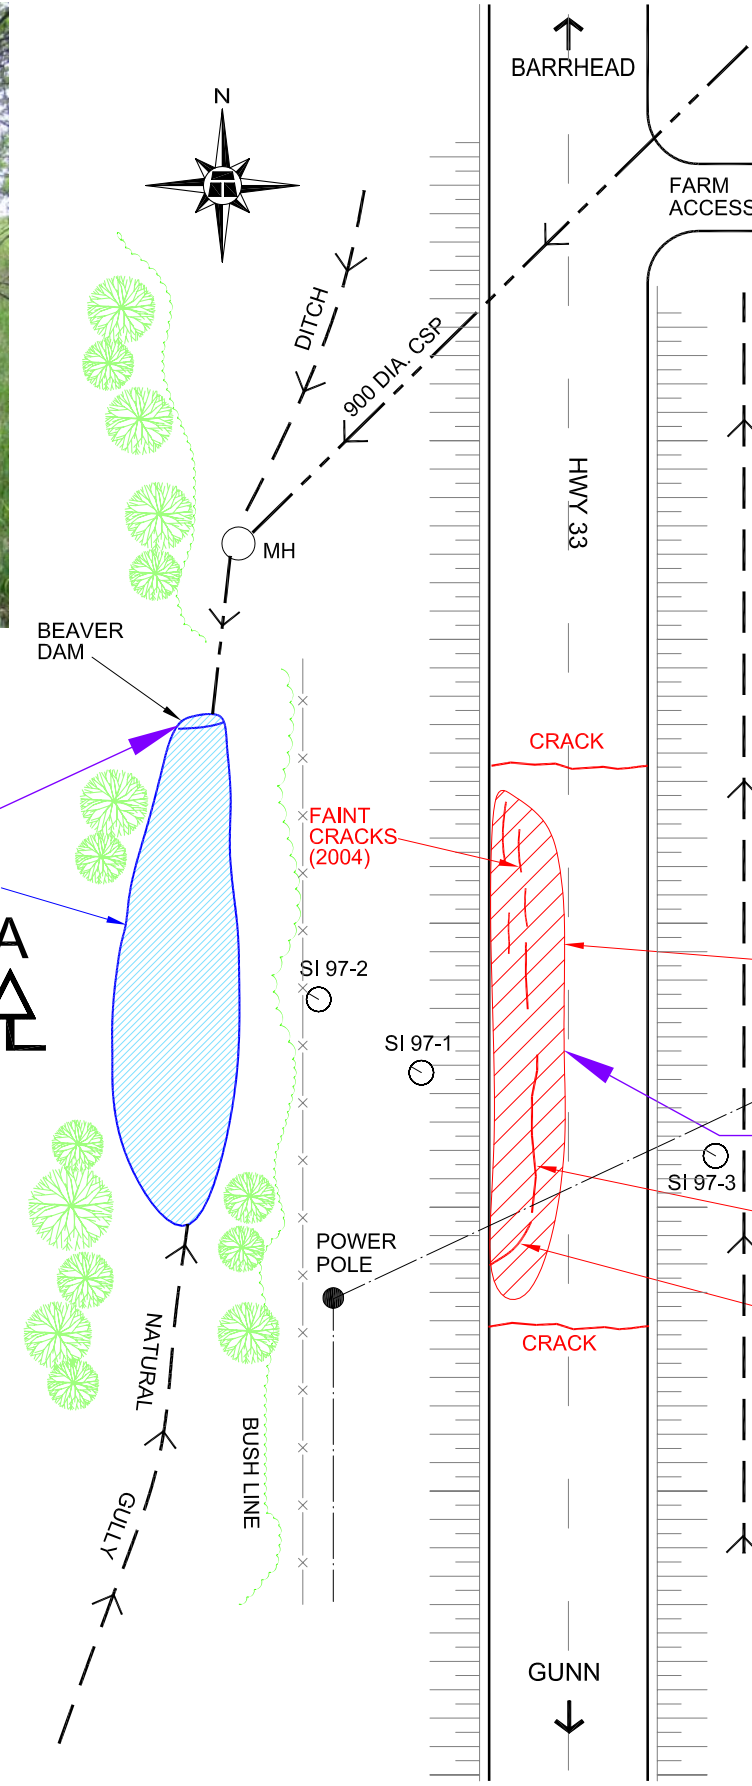 BARRHEAD
N
FARM
ACCESS
DITCH
900 DIA. CSP
HWY 33
MH
BEAVER
DAM
CRACK
FAINT
CRACKS
(2004)
A
SI 97-2
SI 97-1
SI 97-3
POWER
POLE
CRACK
NATURAL
GULLY
BUSH LINE
GUNN